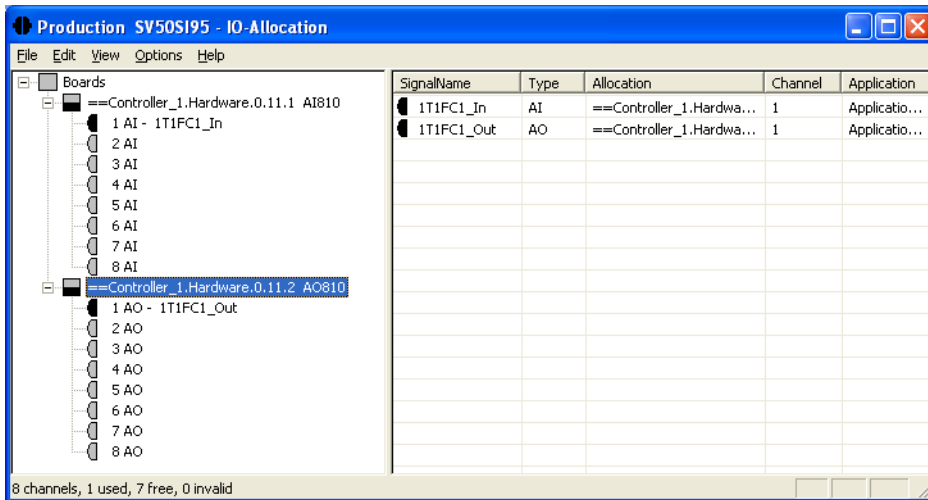 Production SV50SI95 - IO-Allocation
File Edit View Options Help
Boards
==Controller_1.Hardware.0.11.1 AI810
1 AI - 1T1FC1_In
2 AI
3 AI
4 AI
5 AI
6 AI
7 AI
8 AI
==Controller_1.Hardware.0.11.2 AO810
1 AO - 1T1FC1_Out
2 AO
3 AO
4 AO
5 AO
6 AO
7 AO
8 AO
SignalName Type Allocation Channel Application
1T1FC1_In AI ==Controller_1.Hardwa... 1 Applicatio...
1T1FC1_Out AO ==Controller_1.Hardwa... 1 Applicatio...
8 channels, 1 used, 7 free, 0 invalid